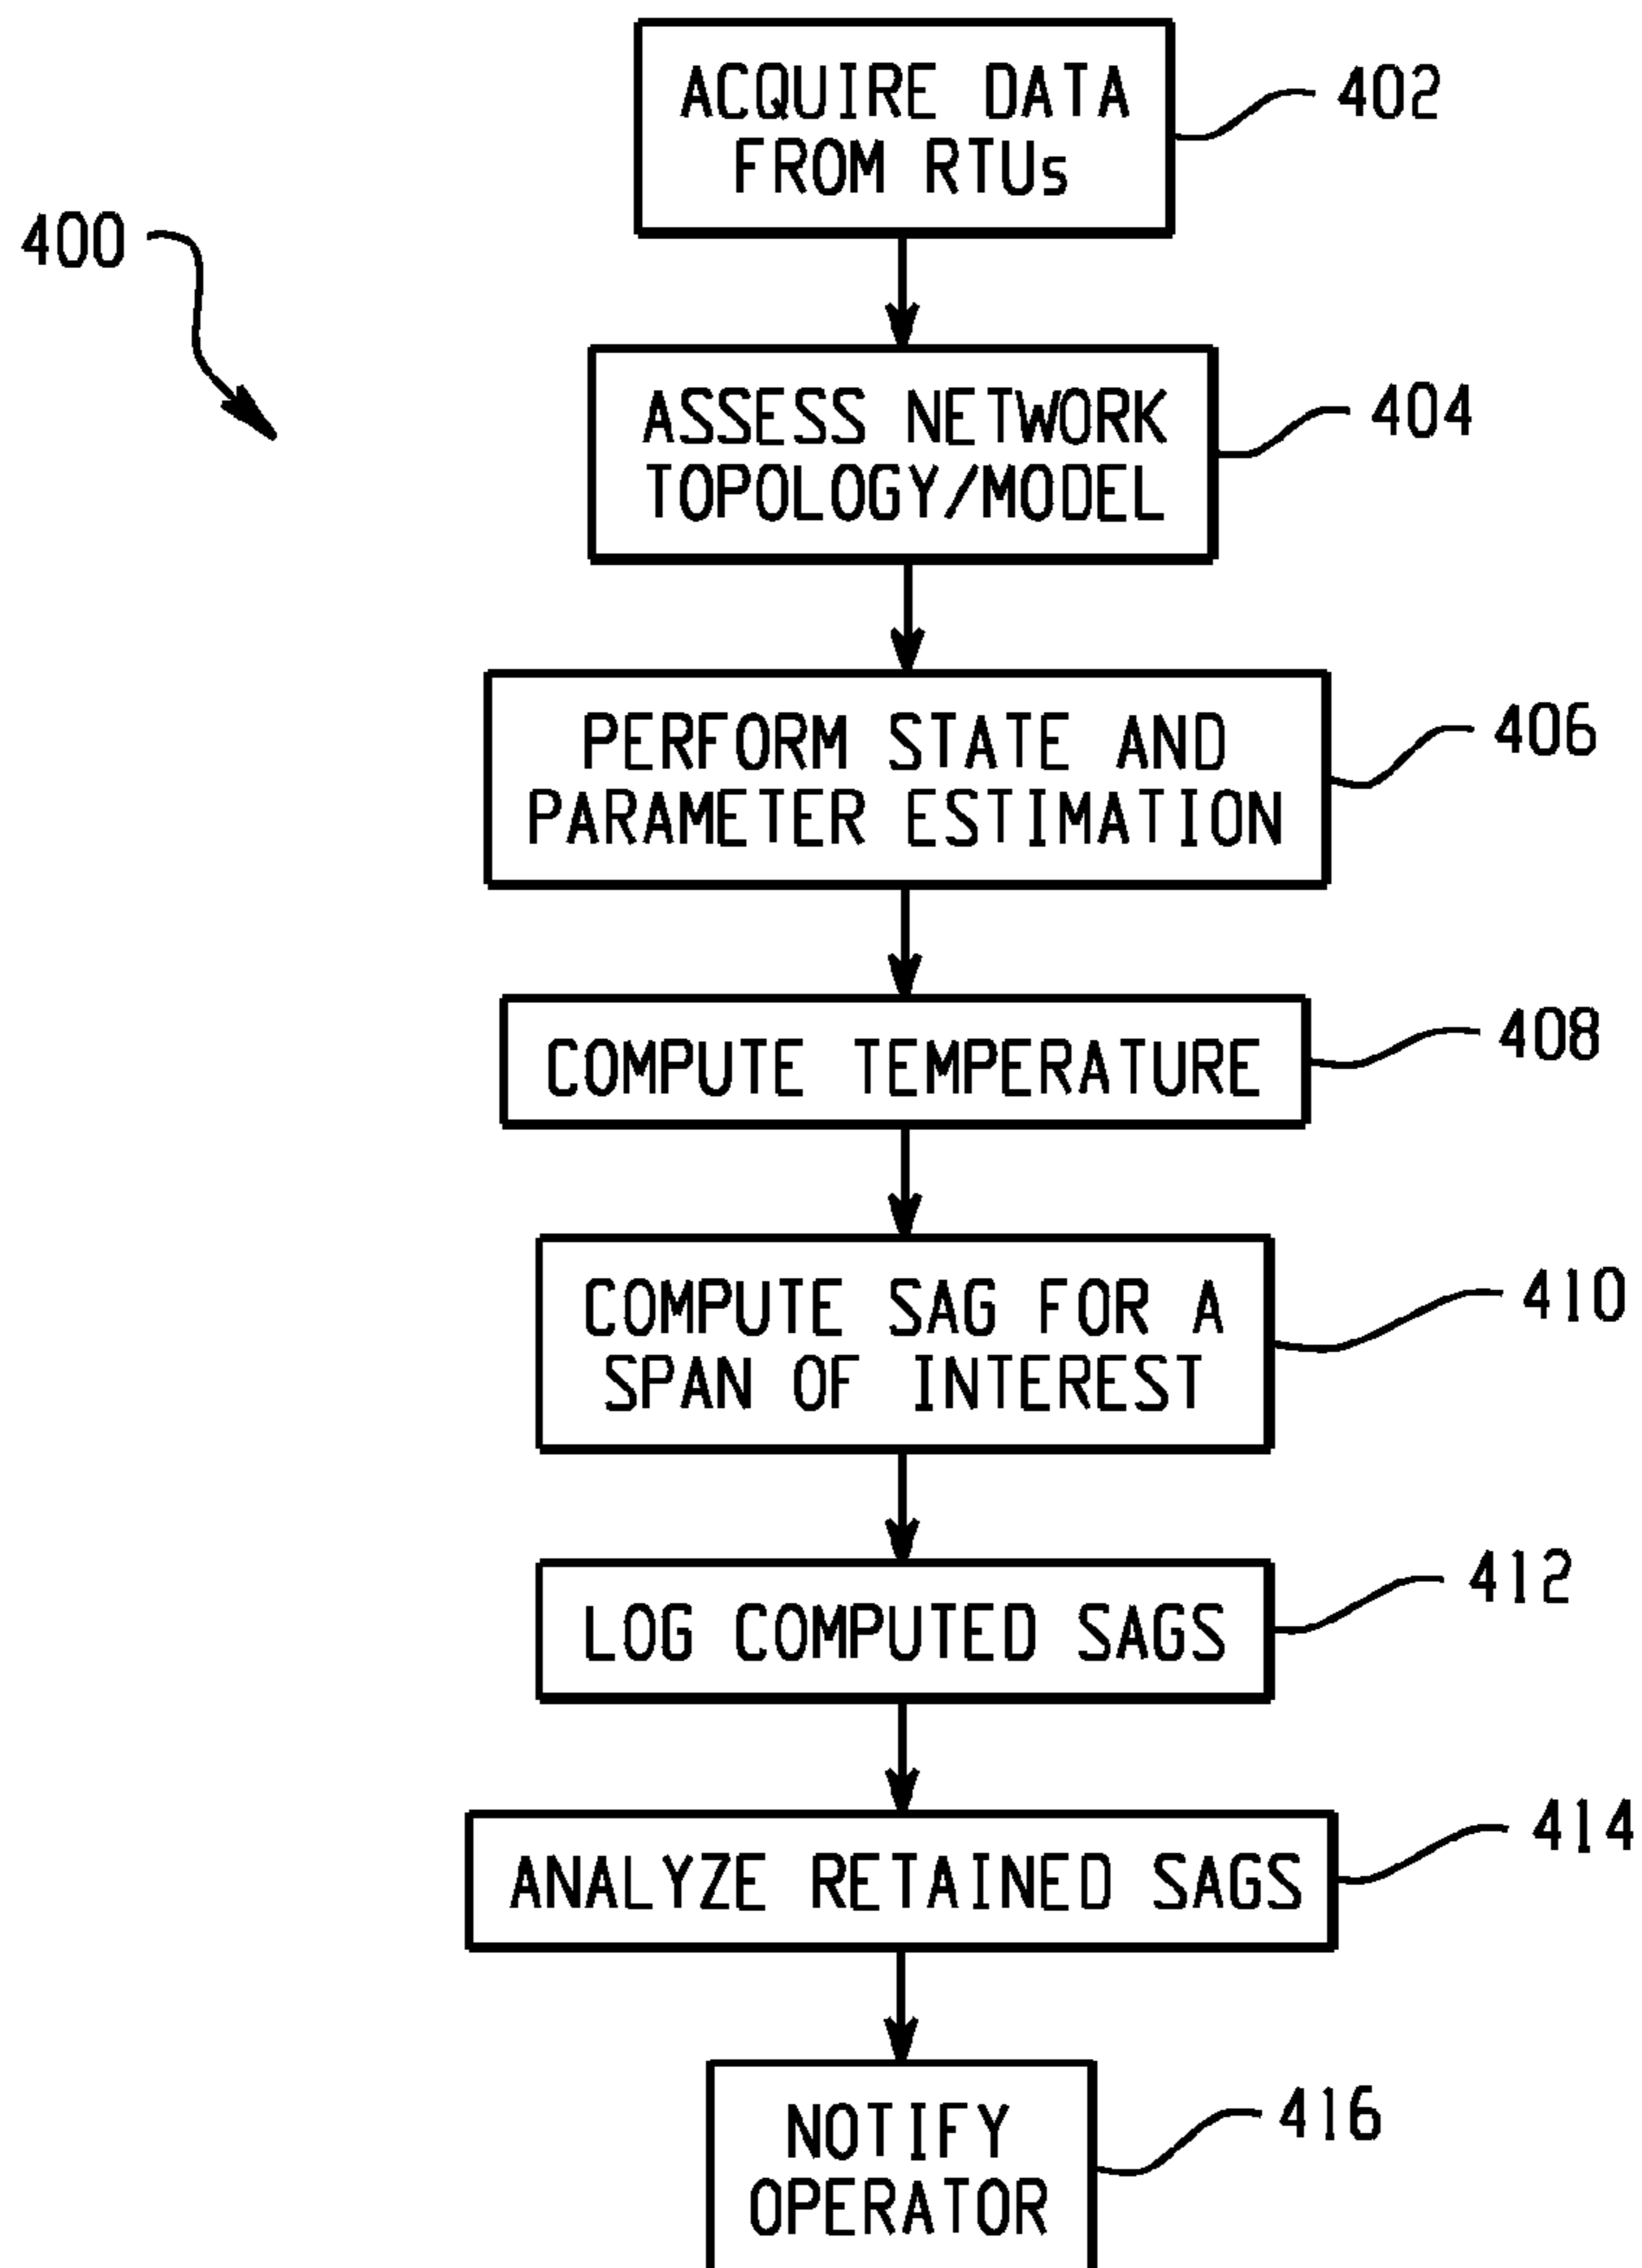 ACQUIRE DATA
FROM RTUs
402
400
ASSESS NETWORK
TOPOLOGY/MODEL
404
PERFORM STATE AND
PARAMETER ESTIMATION
406
COMPUTE TEMPERATURE
408
COMPUTE SAG FOR A
SPAN OF INTEREST
410
LOG COMPUTED SAGS
412
ANALYZE RETAINED SAGS
414
NOTIFY
OPERATOR
416